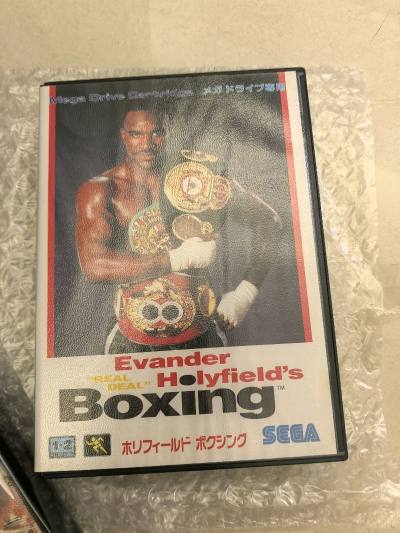 Mega Drive Cartridge メガドライブ専用
Evander
"REAL DEAL" Holyfield's
Boxing™
1-2
ホリフィールド ボクシング
SEGA